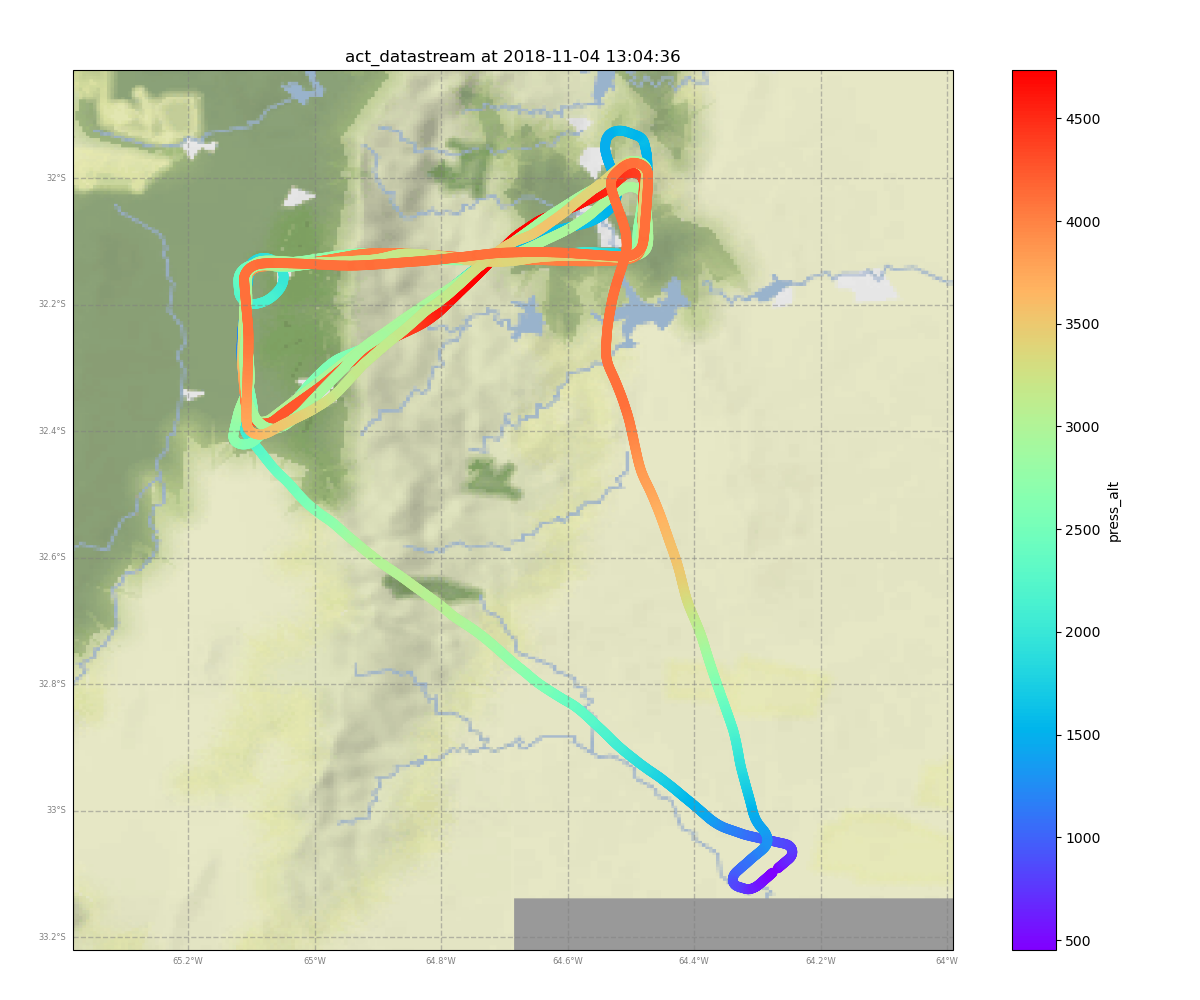 act_datastream at 2018-11-04 13:04:36
32°S
32.2°S
32.4°S
32.6°S
32.8°S
33°S
33.2°S
65.2°W
65°W
64.8°W
64.6°W
64.4°W
64.2°W
64°W
4500
4000
3500
3000
2500
2000
1500
1000
500
press_alt